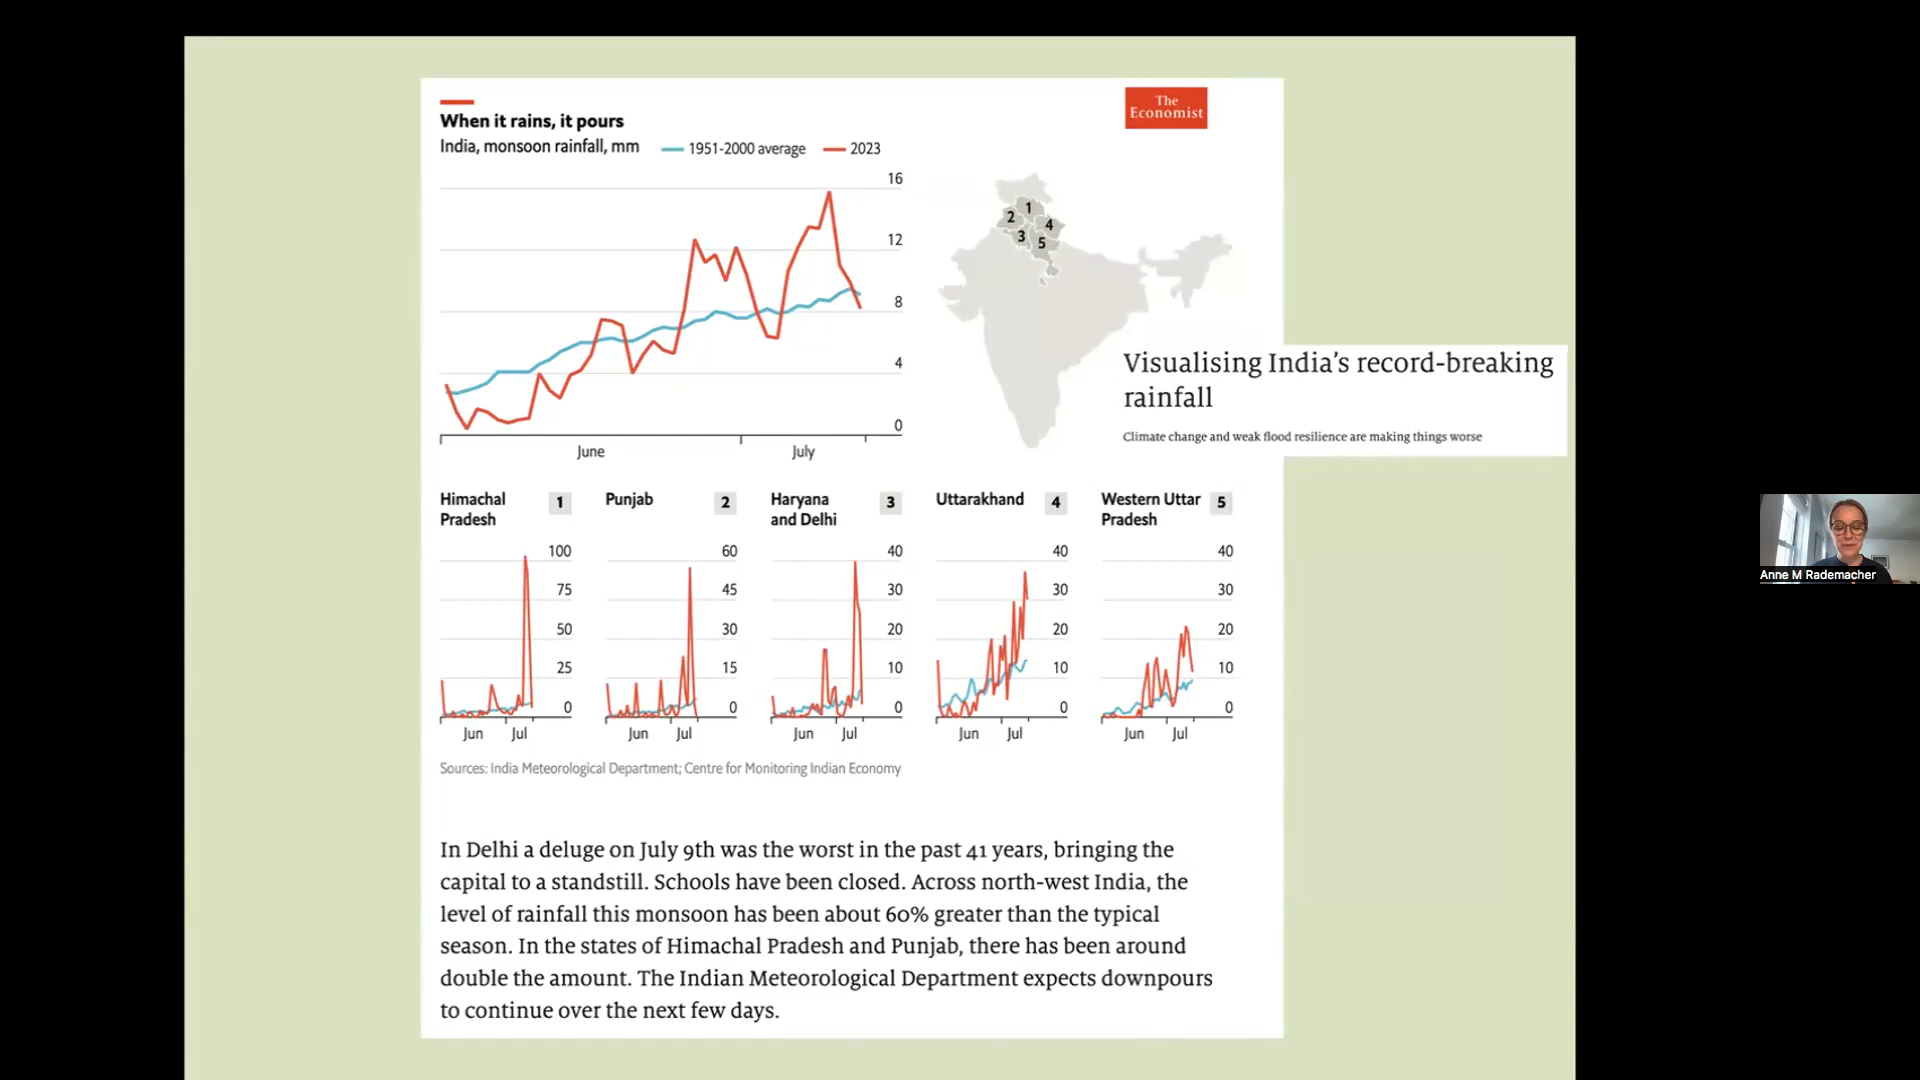 When it rains, it pours
India, monsoon rainfall, mm
1951-2000 average
2023
The
Economist
16
12
8
4
0
June
July
1
2
3
4
5
Visualising India's record-breaking
rainfall
Climate change and weak flood resilience are making things worse
Himachal
Pradesh
1
100
75
50
25
0
Jun
Jul
Punjab
2
60
45
30
15
0
Jun
Jul
Haryana
and Delhi
3
40
30
20
10
0
Jun
Jul
Uttarakhand
4
40
30
20
10
0
Jun
Jul
Western Uttar
Pradesh
5
40
30
20
10
0
Jun
Jul
Sources: India Meteorological Department; Centre for Monitoring Indian Economy
In Delhi a deluge on July 9th was the worst in the past 41 years, bringing the
capital to a standstill. Schools have been closed. Across north-west India, the
level of rainfall this monsoon has been about 60% greater than the typical
season. In the states of Himachal Pradesh and Punjab, there has been around
double the amount. The Indian Meteorological Department expects downpours
to continue over the next few days.
Anne M Rademacher